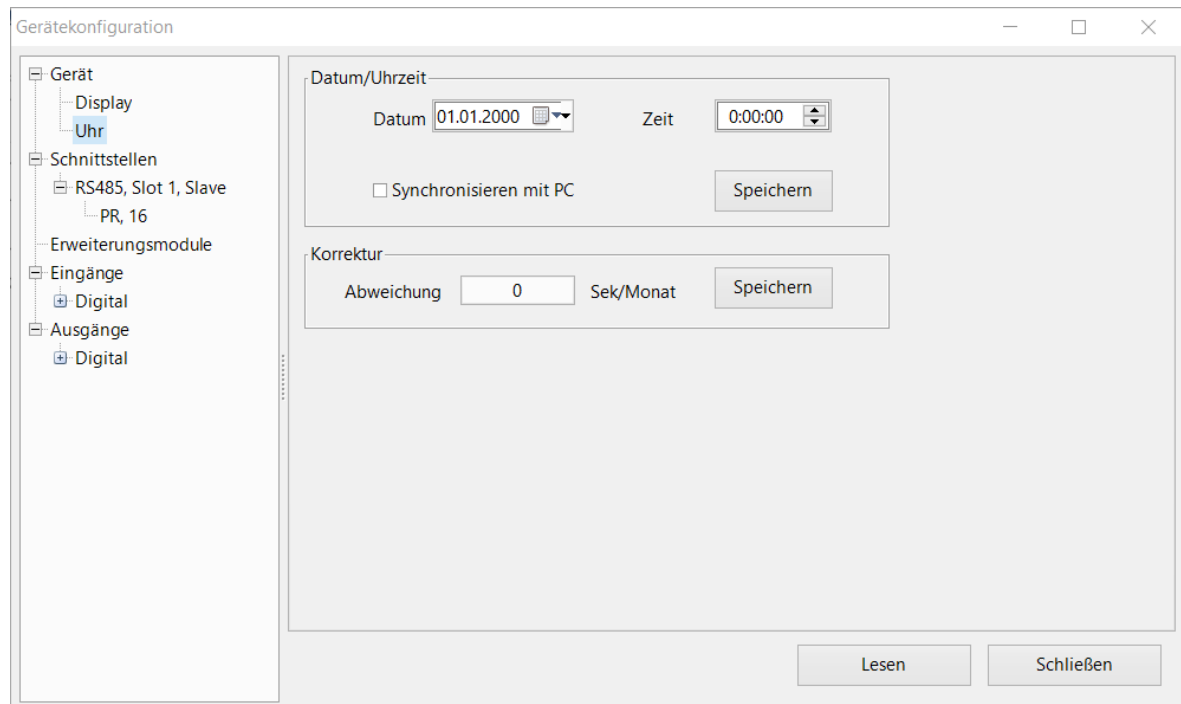 Gerätekonfiguration
Gerät
Display
Uhr
Schnittstellen
RS485, Slot 1, Slave
PR, 16
Erweiterungsmodule
Eingänge
Digital
Ausgänge
Digital
Datum/Uhrzeit
Datum 01.01.2000 Zeit 0:00:00
Synchronisieren mit PC Speichern
Korrektur
Abweichung 0 Sek/Monat Speichern
Lesen Schließen